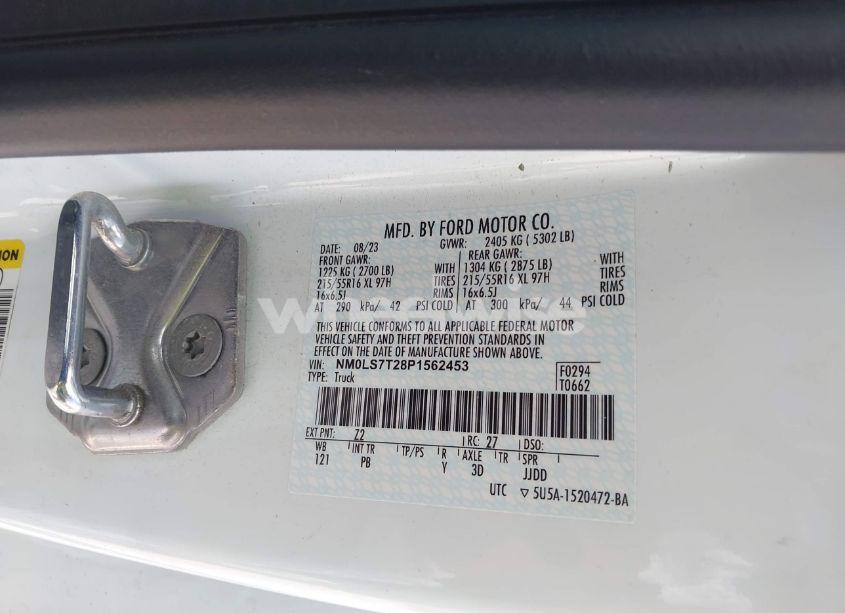 ION
MFD. BY FORD MOTOR CO.
DATE: 08/23 GVWR: 2405 KG ( 5302 LB)
FRONT GAWR: REAR GAWR:
1225 KG ( 2700 LB) WITH 1304 KG ( 2875 LB) WITH
215/55R16 XL 97H TIRES 215/55R16 XL 97H TIRES
16x6.5J RIMS 16x6.5J RIMS
AT 290 kPa/ 42 PSI COLD AT 300 kPa/ 44 PSI COLD
wheelwise
THIS VEHICLE CONFORMS TO ALL APPLICABLE FEDERAL MOTOR
VEHICLE SAFETY AND THEFT PREVENTION STANDARDS IN
EFFECT ON THE DATE OF MANUFACTURE SHOWN ABOVE.
VIN: NM0LS7T28P1562453 F0294
TYPE: Truck T0662
EXT PNT: Z2 RC: 27 DSO:
WB INT TR TP/PS R AXLE TR SPR
121 PB Y 3D JJDD
UTC ▽ 5U5A-1520472-BA